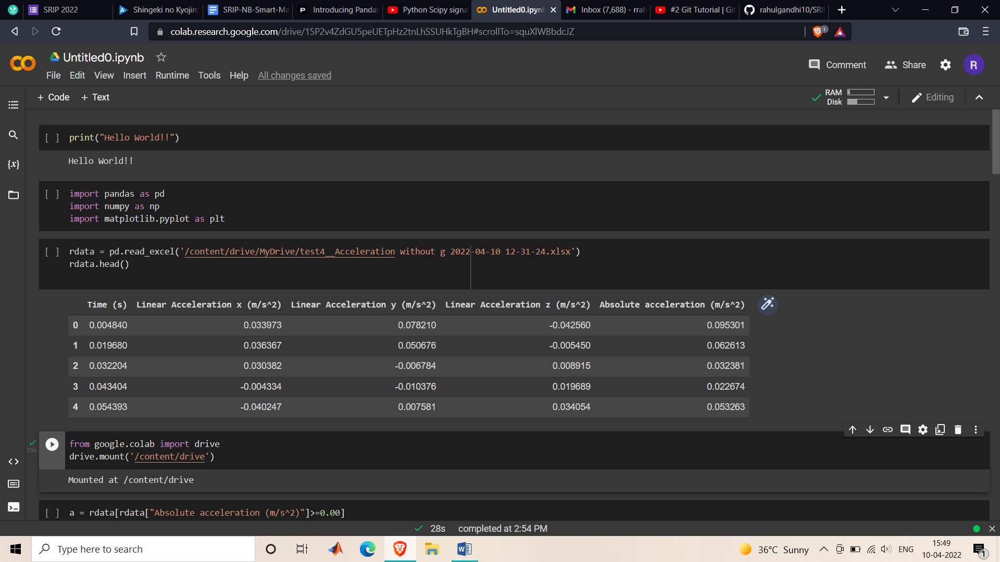 SRIP 2022
Shingeki no Kyojin
SRIP-NB-Smart-Ma
Introducing Pandas
Python Scipy signa
Untitled0.ipynb
Inbox (7,688) - rrah
#2 Git Tutorial | Git
rahulgandhi10/SRI
colab.research.google.com/drive/15P2v4ZdGU5peUETpHz2tnLhSSUHkTgBH#scrollTo=squXlWBbdcJZ
1
Untitled0.ipynb
Comment
Share
R
File Edit View Insert Runtime Tools Help All changes saved
+ Code + Text
RAM
Disk
Editing
[ ] print("Hello World!!")
Hello World!!
{x}
[ ] import pandas as pd
import numpy as np
import matplotlib.pyplot as plt
[ ] rdata = pd.read_excel('/content/drive/MyDrive/test4__Acceleration without g 2022-04-10 12-31-24.xlsx')
rdata.head()
Time (s) Linear Acceleration x (m/s^2) Linear Acceleration y (m/s^2) Linear Acceleration z (m/s^2) Absolute acceleration (m/s^2)
0 0.004840 0.033973 0.078210 -0.042560 0.095301
1 0.019680 0.036367 0.050676 -0.005450 0.062613
2 0.032204 0.030382 -0.006784 0.008915 0.032381
3 0.043404 -0.004334 -0.010376 0.019689 0.022674
4 0.054393 -0.040247 0.007581 0.034054 0.053263
29s
from google.colab import drive
drive.mount('/content/drive')
Mounted at /content/drive
[ ] a = rdata[rdata["Absolute acceleration (m/s^2)"]>=0.00]
28s completed at 2:54 PM
Type here to search
36°C Sunny
ENG
15:49
10-04-2022
1